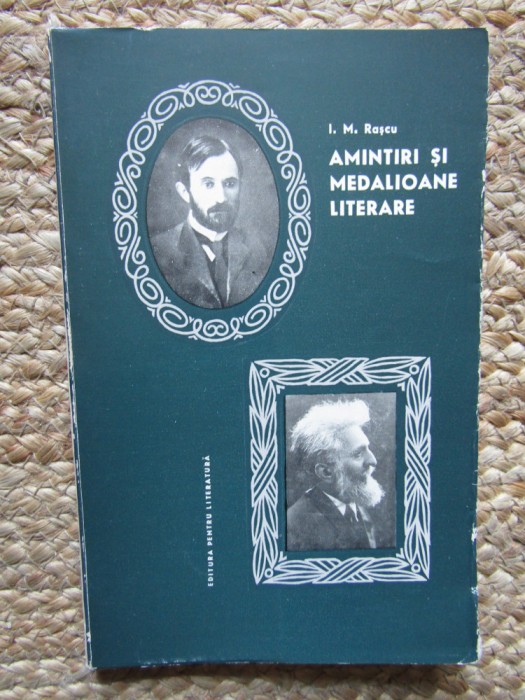 I. M. Rașcu
AMINTIRI ȘI
MEDALIOANE
LITERARE
EDITURA PENTRU LITERATURĂ